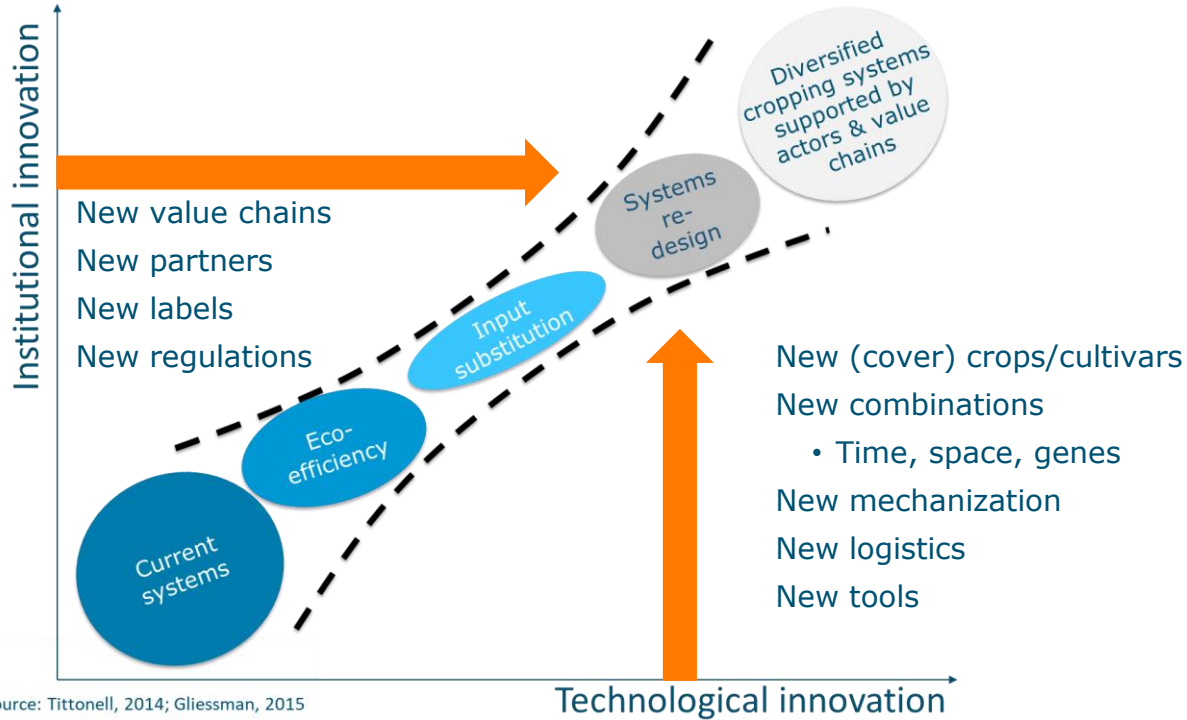 Institutional innovation
Diversified
cropping systems
supported by
actors & value
chains
Systems
re-
design
New value chains
New partners
New labels
New regulations
Input
substitution
New (cover) crops/cultivars
New combinations
• Time, space, genes
New mechanization
New logistics
New tools
Eco-
efficiency
Current
systems
ource: Tittonell, 2014; Gliessman, 2015
Technological innovation